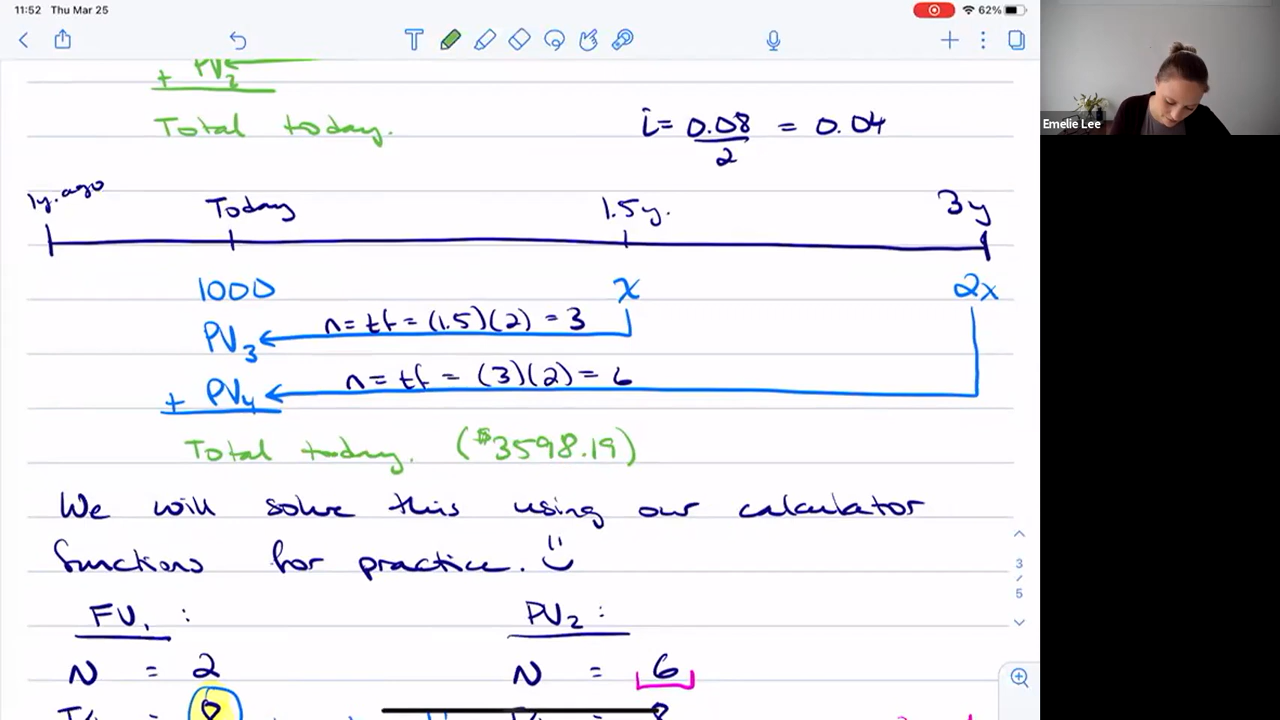 11:52 Thu Mar 25
62%
T
Emelie Lee
+ PV2
Total today.
i = 0.08 / 2 = 0.04
1y. ago
Today
1.5y.
3y
1000
x
2x
PV3
n = tf = (1.5)(2) = 3
+ PV4
n = tf = (3)(2) = 6
Total today. ($3598.19)
We will solve this using our calculator
functions for practice.
3
/
5
FV1 :
PV2 :
N = 2
N = 6